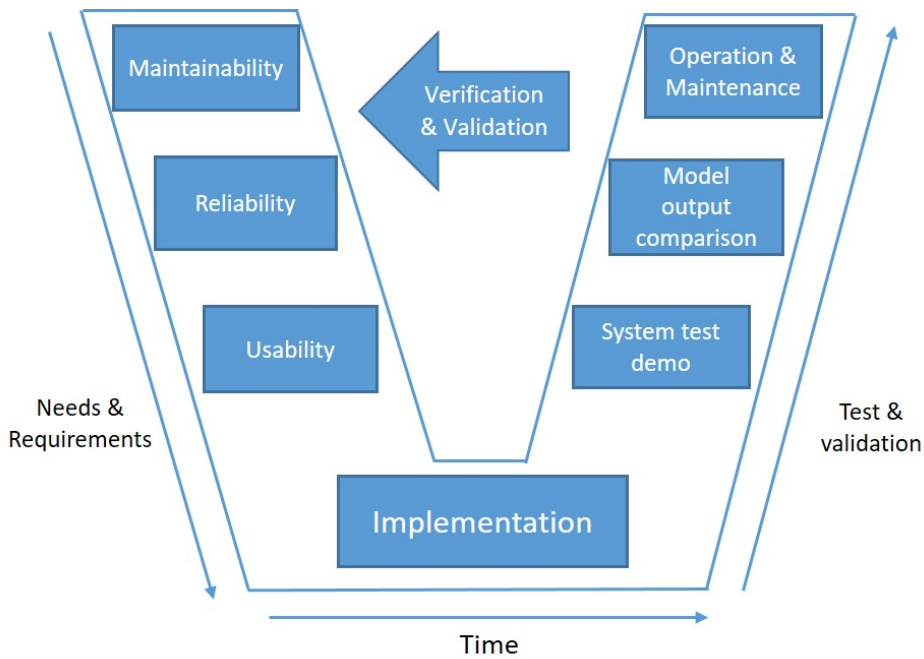 Maintainability
Verification
& Validation
Operation &
Maintenance
Reliability
Model
output
comparison
Usability
System test
demo
Needs &
Requirements
Test &
validation
Implementation
Time